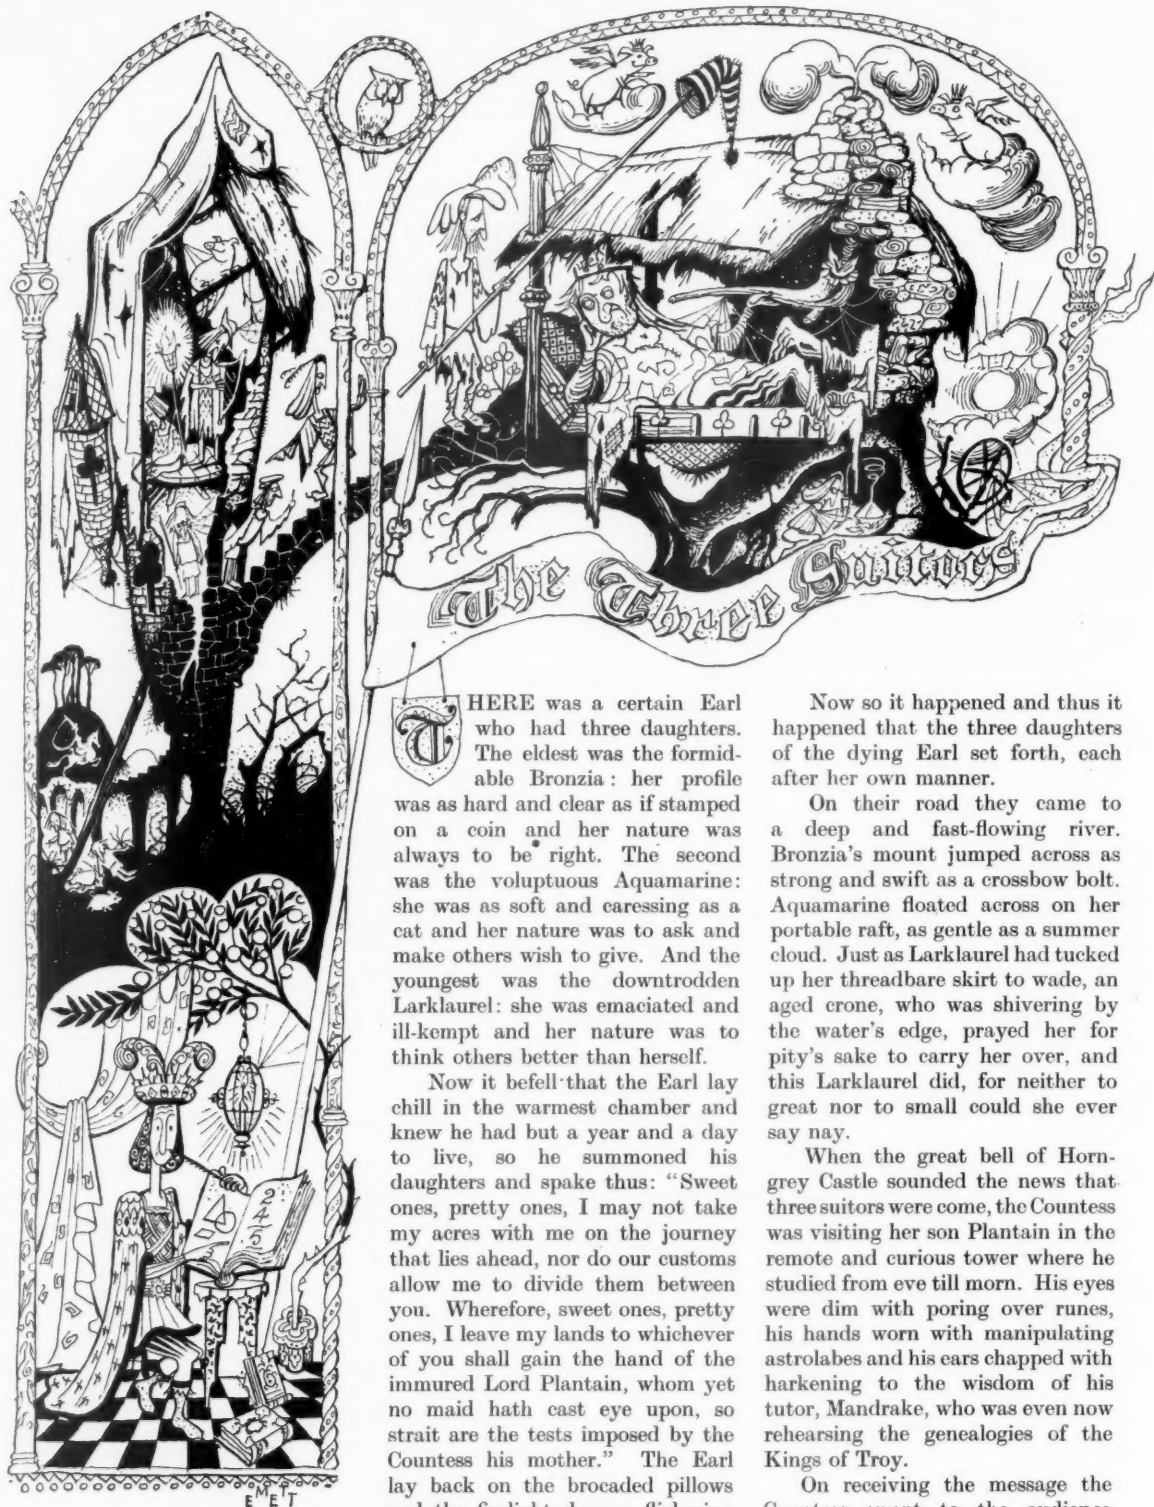 The Three Suitors
THERE was a certain Earl
who had three daughters.
The eldest was the formid-
able Bronzia: her profile
was as hard and clear as if stamped
on a coin and her nature was
always to be right. The second
was the voluptuous Aquamarine:
she was as soft and caressing as a
cat and her nature was to ask and
make others wish to give. And the
youngest was the downtrodden
Larklaurel: she was emaciated and
ill-kempt and her nature was to
think others better than herself.
Now it befell that the Earl lay
chill in the warmest chamber and
knew he had but a year and a day
to live, so he summoned his
daughters and spake thus: "Sweet
ones, pretty ones, I may not take
my acres with me on the journey
that lies ahead, nor do our customs
allow me to divide them between
you. Wherefore, sweet ones, pretty
ones, I leave my lands to whichever
of you shall gain the hand of the
immured Lord Plantain, whom yet
no maid hath cast eye upon, so
strait are the tests imposed by the
Countess his mother." The Earl
lay back on the brocaded pillows
Now so it happened and thus it
happened that the three daughters
of the dying Earl set forth, each
after her own manner.
On their road they came to
a deep and fast-flowing river.
Bronzia's mount jumped across as
strong and swift as a crossbow bolt.
Aquamarine floated across on her
portable raft, as gentle as a summer
cloud. Just as Larklaurel had tucked
up her threadbare skirt to wade, an
aged crone, who was shivering by
the water's edge, prayed her for
pity's sake to carry her over, and
this Larklaurel did, for neither to
great nor to small could she ever
say nay.
When the great bell of Horn-
grey Castle sounded the news that
three suitors were come, the Countess
was visiting her son Plantain in the
remote and curious tower where he
studied from eve till morn. His eyes
were dim with poring over runes,
his hands worn with manipulating
astrolabes and his ears chapped with
harkening to the wisdom of his
tutor, Mandrake, who was even now
rehearsing the genealogies of the
Kings of Troy.
On receiving the message the
2
4
5
EMETT